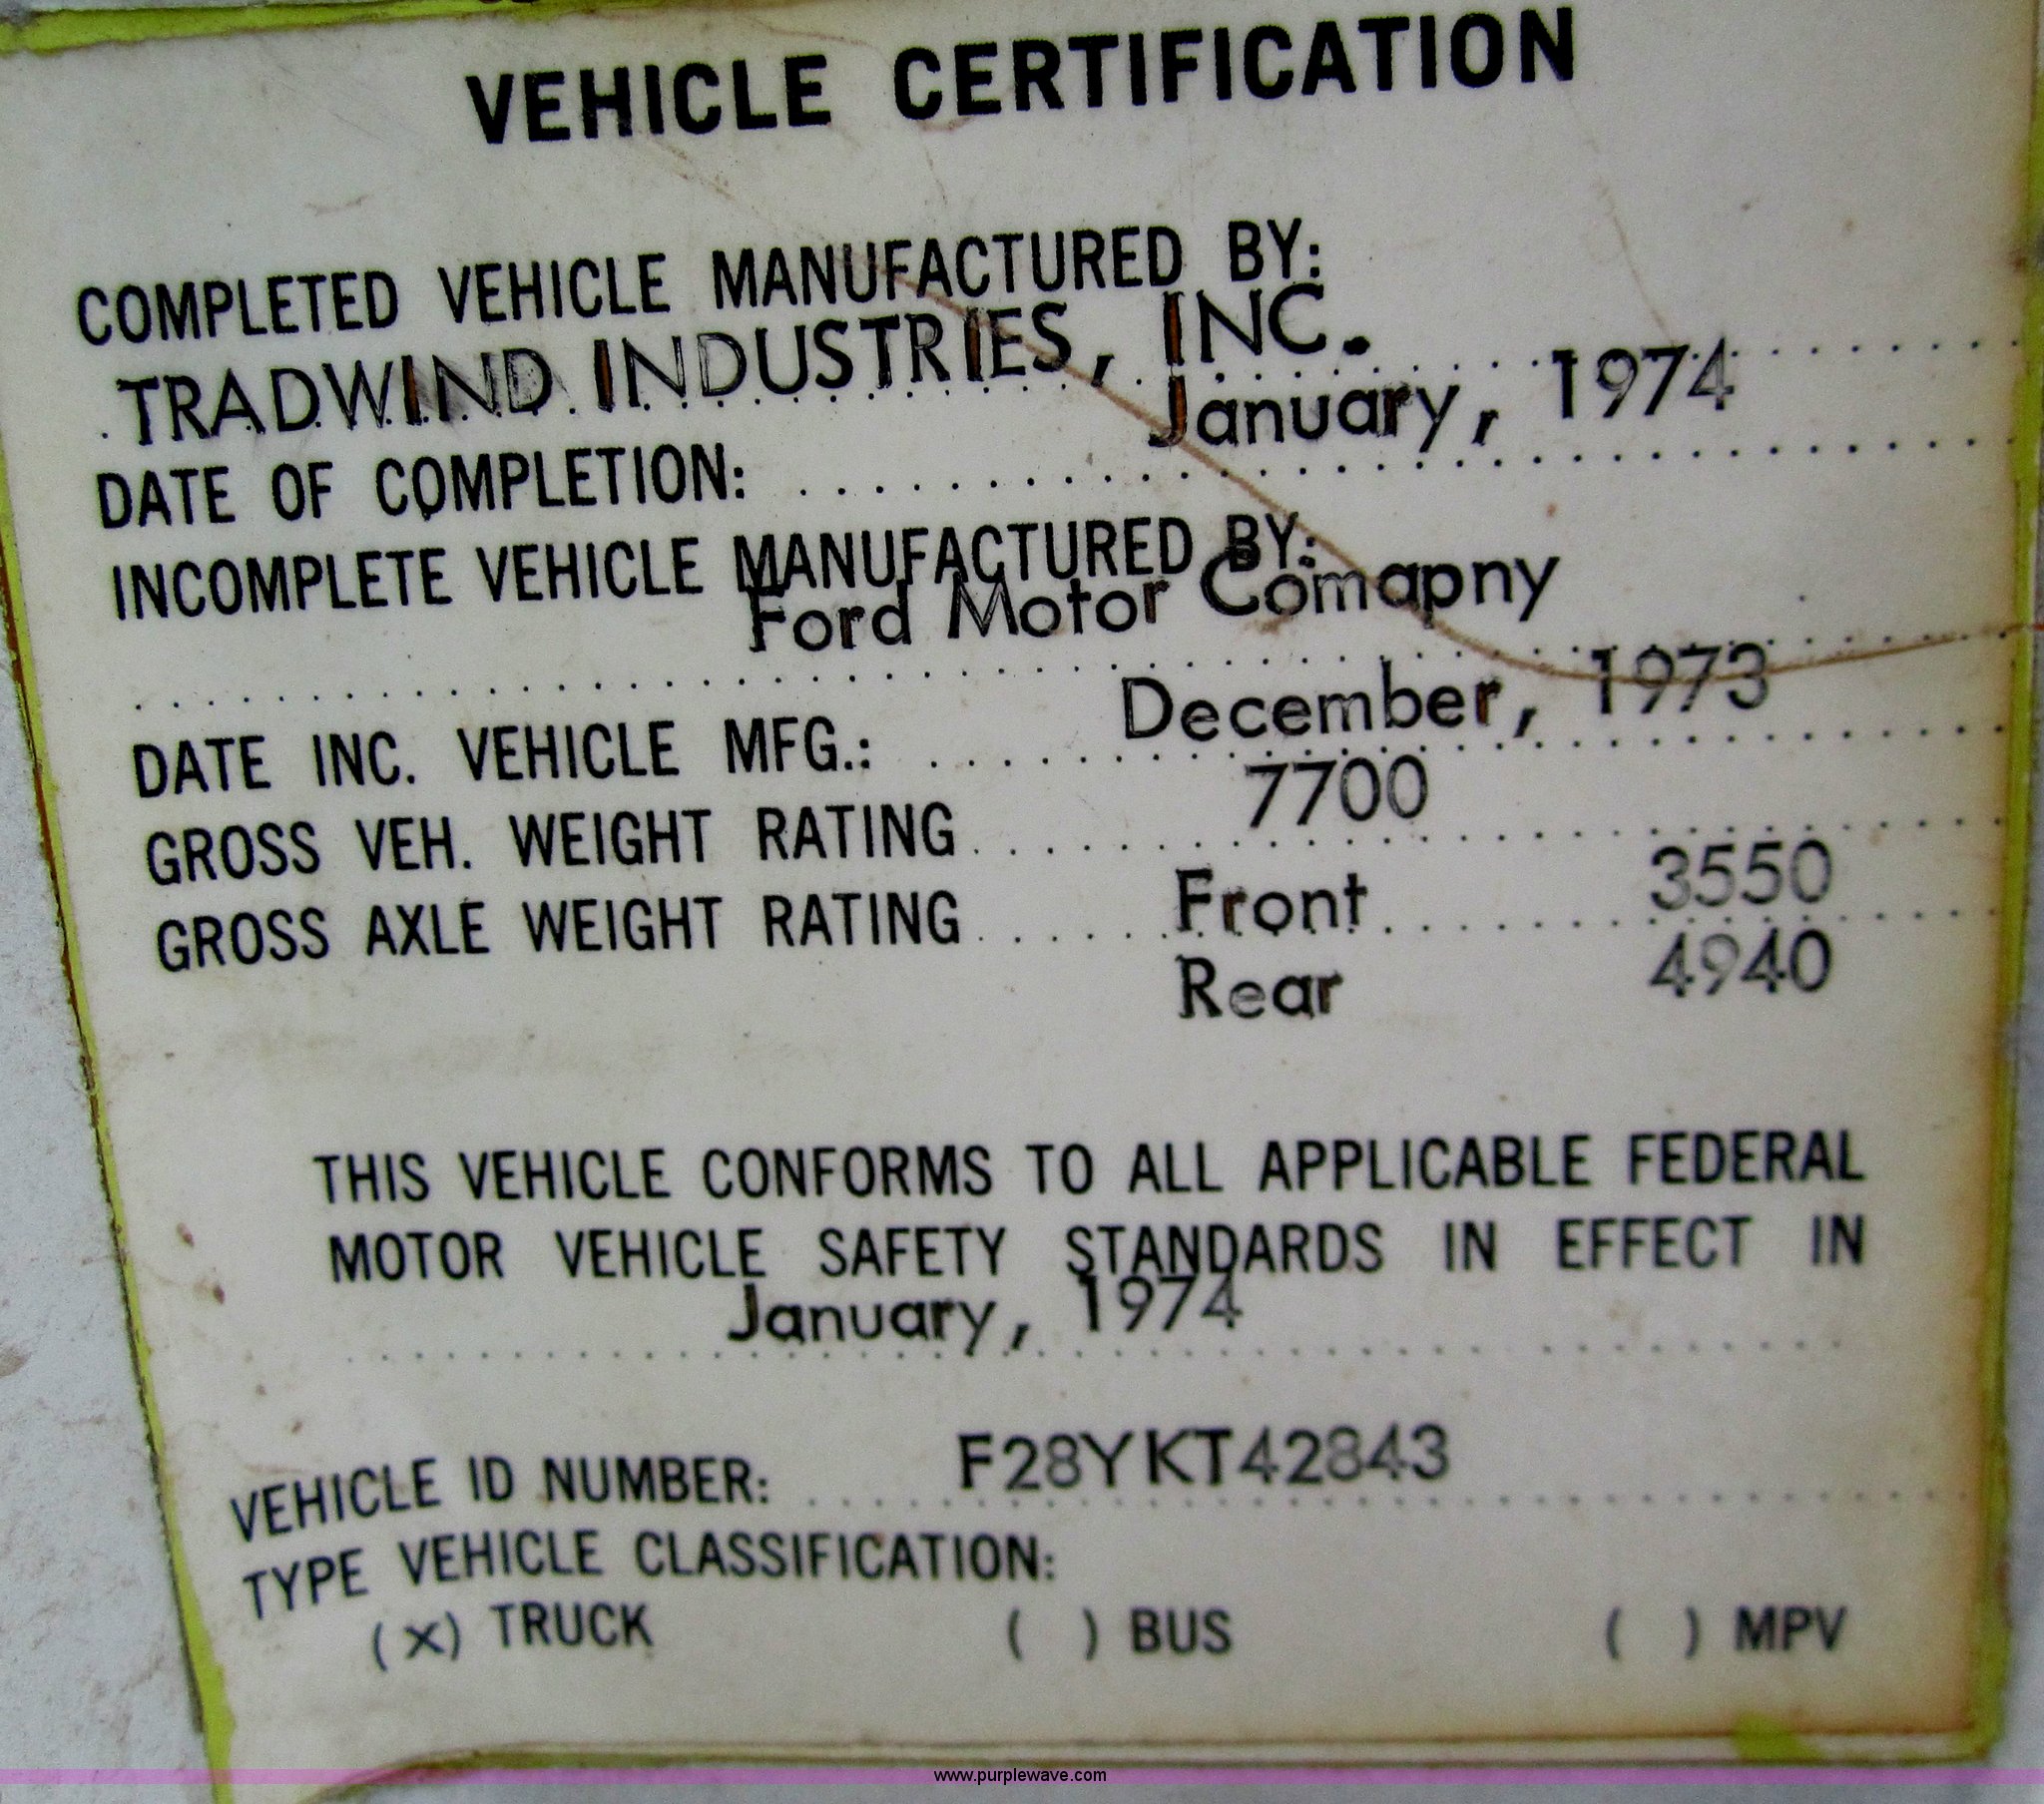 VEHICLE CERTIFICATION
COMPLETED VEHICLE MANUFACTURED BY:
TRADWIND INDUSTRIES, INC.
DATE OF COMPLETION: January, 1974
INCOMPLETE VEHICLE MANUFACTURED BY:
Ford Motor Comapny
DATE INC. VEHICLE MFG.: December, 1973
GROSS VEH. WEIGHT RATING 7700
GROSS AXLE WEIGHT RATING Front 3550
Rear 4940
THIS VEHICLE CONFORMS TO ALL APPLICABLE FEDERAL
MOTOR VEHICLE SAFETY STANDARDS IN EFFECT IN
January, 1974
VEHICLE ID NUMBER: F28YKT42843
TYPE VEHICLE CLASSIFICATION:
(x) TRUCK ( ) BUS ( ) MPV
www.purplewave.com